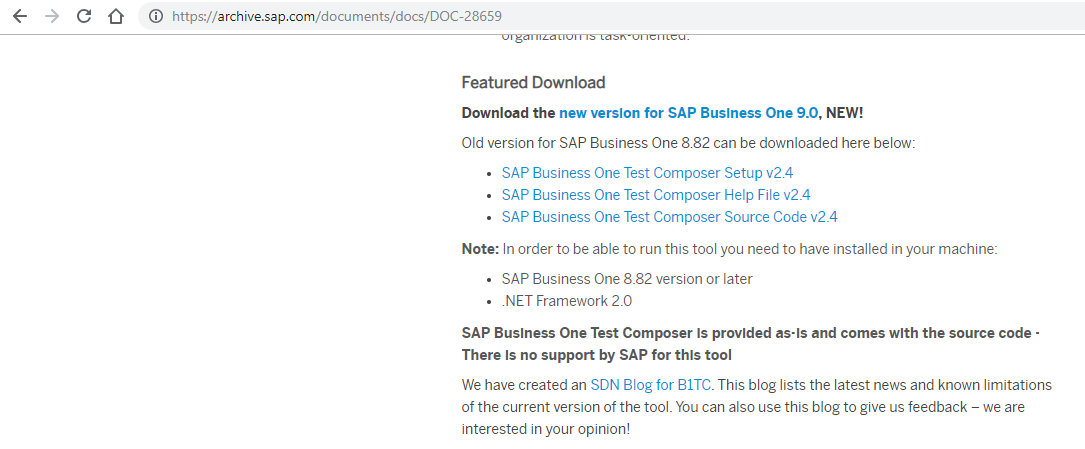 https://archive.sap.com/documents/docs/DOC-28659
organization is task-oriented.
Featured Download
Download the new version for SAP Business One 9.0, NEW!
Old version for SAP Business One 8.82 can be downloaded here below:
• SAP Business One Test Composer Setup v2.4
• SAP Business One Test Composer Help File v2.4
• SAP Business One Test Composer Source Code v2.4
Note: In order to be able to run this tool you need to have installed in your machine:
• SAP Business One 8.82 version or later
• .NET Framework 2.0
SAP Business One Test Composer is provided as-is and comes with the source code -
There is no support by SAP for this tool
We have created an SDN Blog for B1TC. This blog lists the latest news and known limitations
of the current version of the tool. You can also use this blog to give us feedback – we are
interested in your opinion!